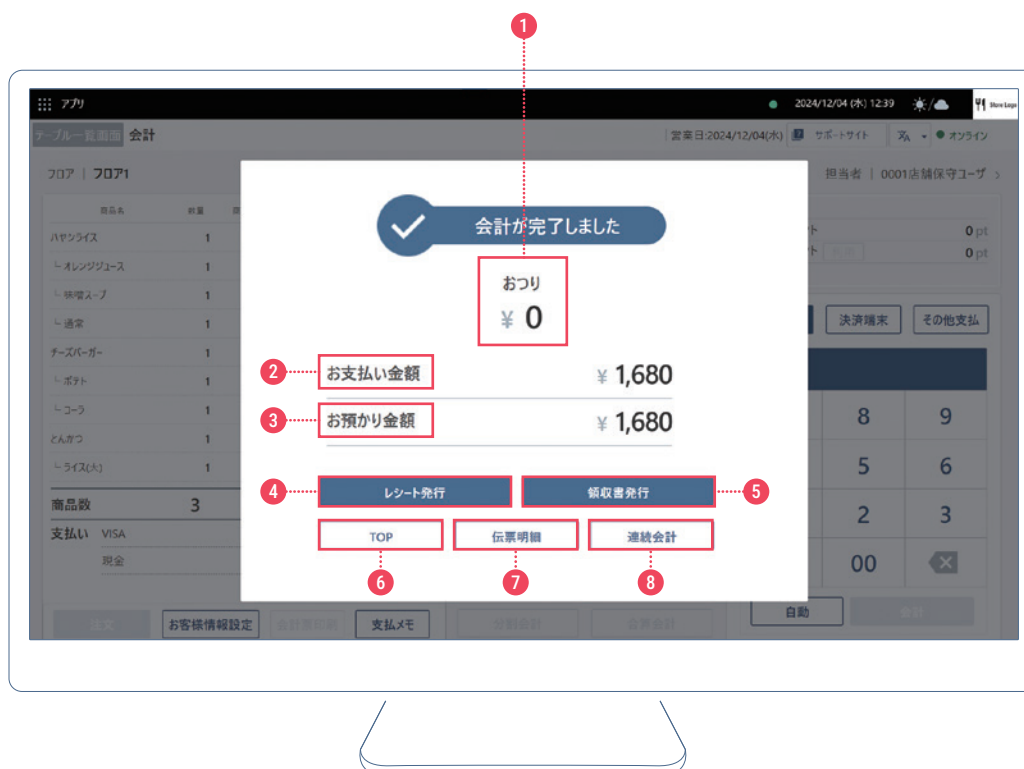 1
アプリ
2024/12/04 (水) 12:39
Store Logo
テーブル一覧画面 会計
営業日:2024/12/04(水)
サポートサイト
オンライン
フロア | フロア1
担当者 | 0001店舗保守ユーザ
商品名 数量
ハヤシライス 1
└ オレンジジュース 1
└ 味噌スープ 1
└ 通常 1
チーズバーガー 1
└ ポテト 1
└ コーラ 1
とんかつ 1
└ ライス(大) 1
商品数 3
支払い VISA
現金
注文
お客様情報設定
会計票印刷
支払メモ
会計が完了しました
おつり
¥ 0
2 お支払い金額 ¥ 1,680
3 お預かり金額 ¥ 1,680
4 レシート発行 領収書発行 5
TOP 伝票明細 連続会計
6 7 8
0 pt
0 pt
決済端末 その他支払
8 9
5 6
2 3
00
分割会計
合算会計
自動 会計